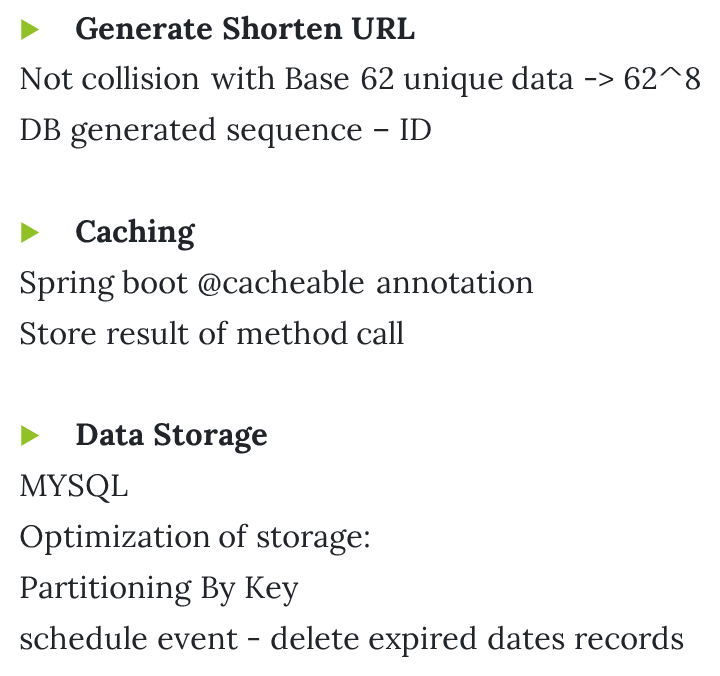 Generate Shorten URL
Not collision with Base 62 unique data -> 62^8
DB generated sequence – ID
Caching
Spring boot @cacheable annotation
Store result of method call
Data Storage
MYSQL
Optimization of storage:
Partitioning By Key
schedule event - delete expired dates records